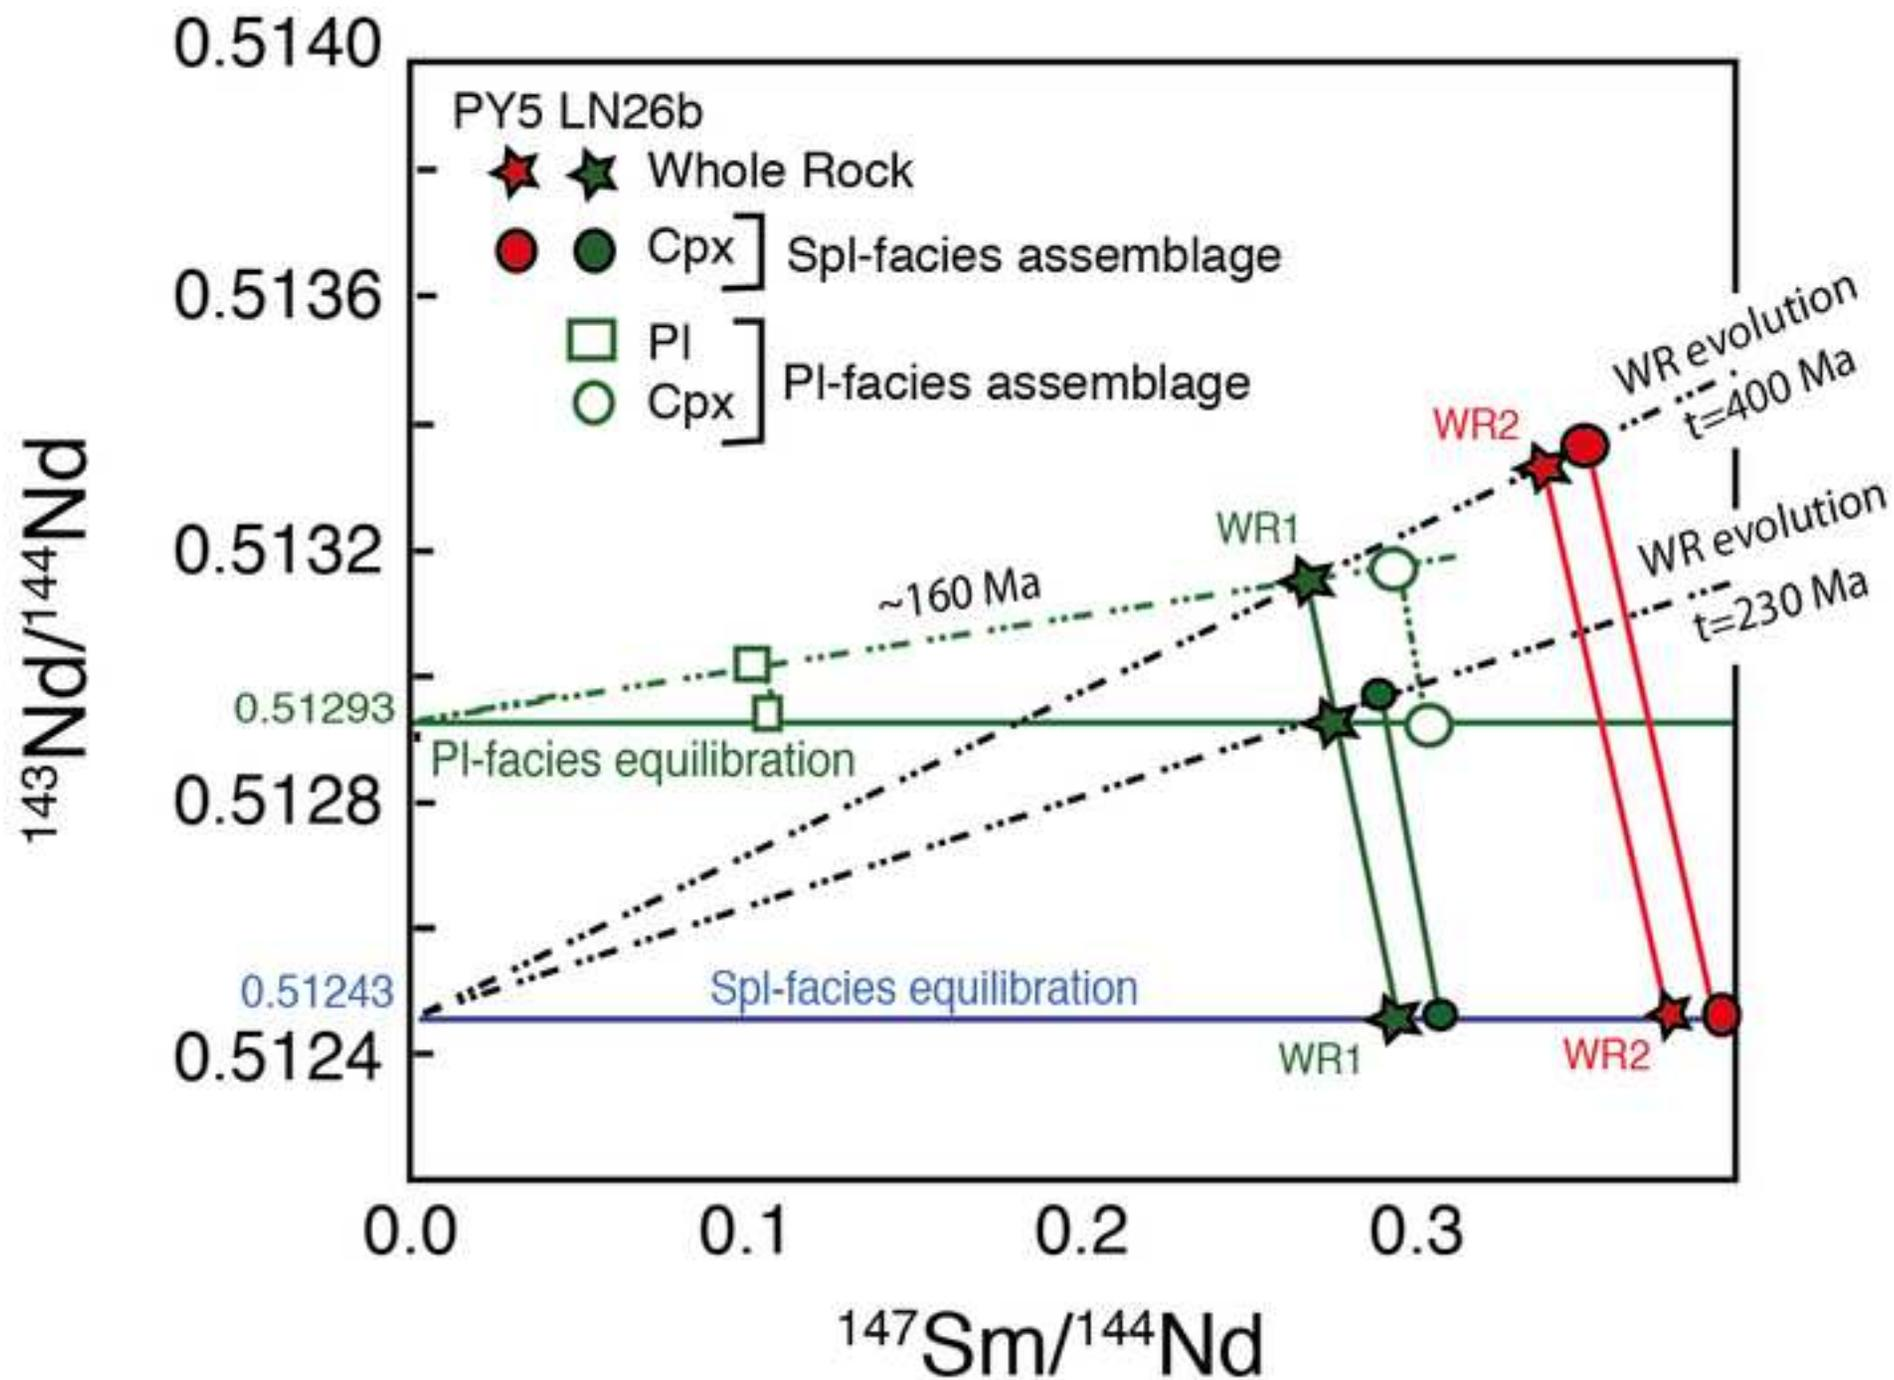 0.5140
PY5 LN26b
Whole Rock
Cpx
Spl-facies assemblage
0.5136
Pl
Cpx
Pl-facies assemblage
WR evolution
t=400 Ma
WR2
143Nd/144Nd
0.5132
WR1
WR evolution
t=230 Ma
~160 Ma
0.51293
Pl-facies equilibration
0.5128
0.51243
Spl-facies equilibration
0.5124
WR1
WR2
0.0 0.1 0.2 0.3
147Sm/144Nd